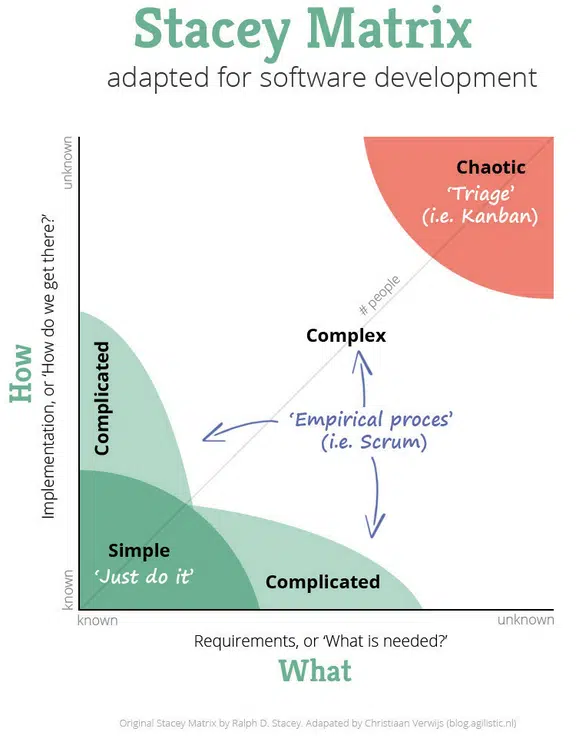 Stacey Matrix
adapted for software development
unknown
Chaotic
'Triage'
(i.e. Kanban)
# people
Complex
How
Implementation, or 'How do we get there?'
Complicated
'Empirical proces'
(i.e. Scrum)
Simple
'Just do it'
Complicated
known
known
unknown
Requirements, or 'What is needed?'
What
Original Stacey Matrix by Ralph D. Stacey. Adapated by Christiaan Verwijs (blog.agilistic.nl)